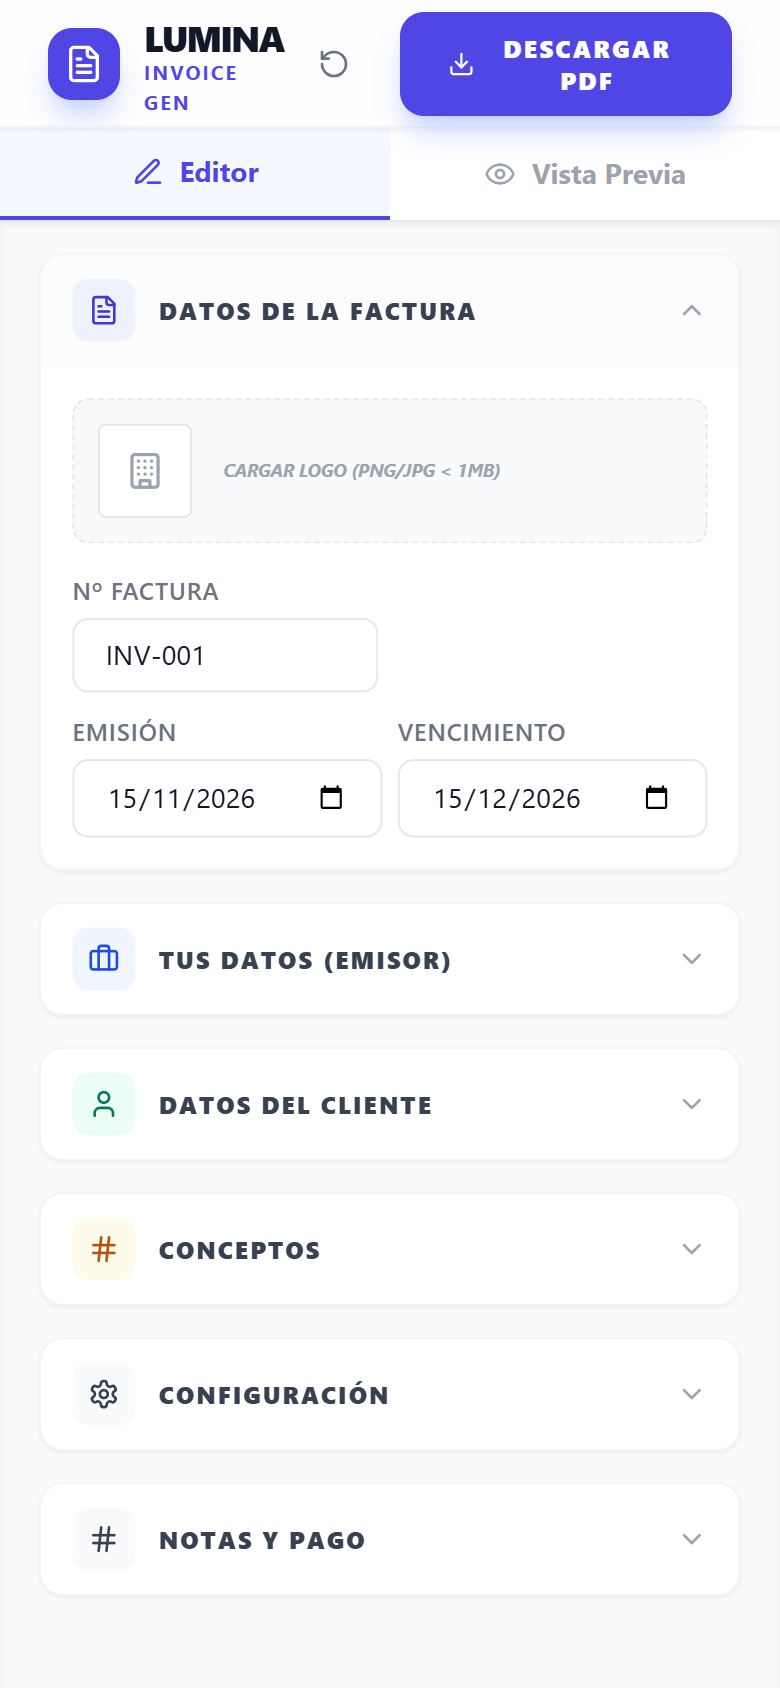 LUMINA
INVOICE
GEN
DESCARGAR
PDF
Editor
Vista Previa
DATOS DE LA FACTURA
CARGAR LOGO (PNG/JPG < 1MB)
Nº FACTURA
INV-001
EMISIÓN
VENCIMIENTO
15/11/2026
15/12/2026
TUS DATOS (EMISOR)
DATOS DEL CLIENTE
CONCEPTOS
CONFIGURACIÓN
NOTAS Y PAGO